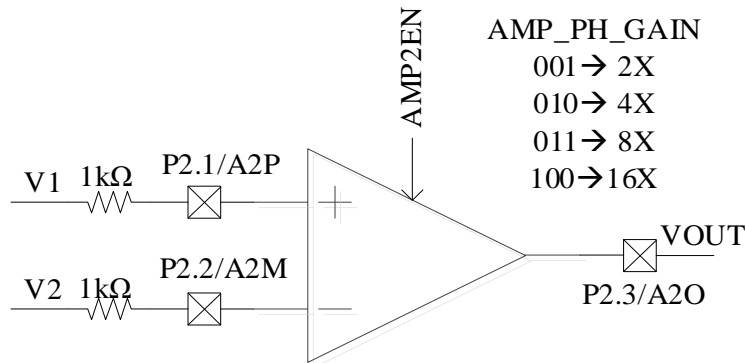 AMP_PH_GAIN
001→ 2X
010→ 4X
011→ 8X
100→16X
AMP2EN
V1 1kΩ P2.1/A2P
+
V2 1kΩ P2.2/A2M
—
VOUT
P2.3/A2O